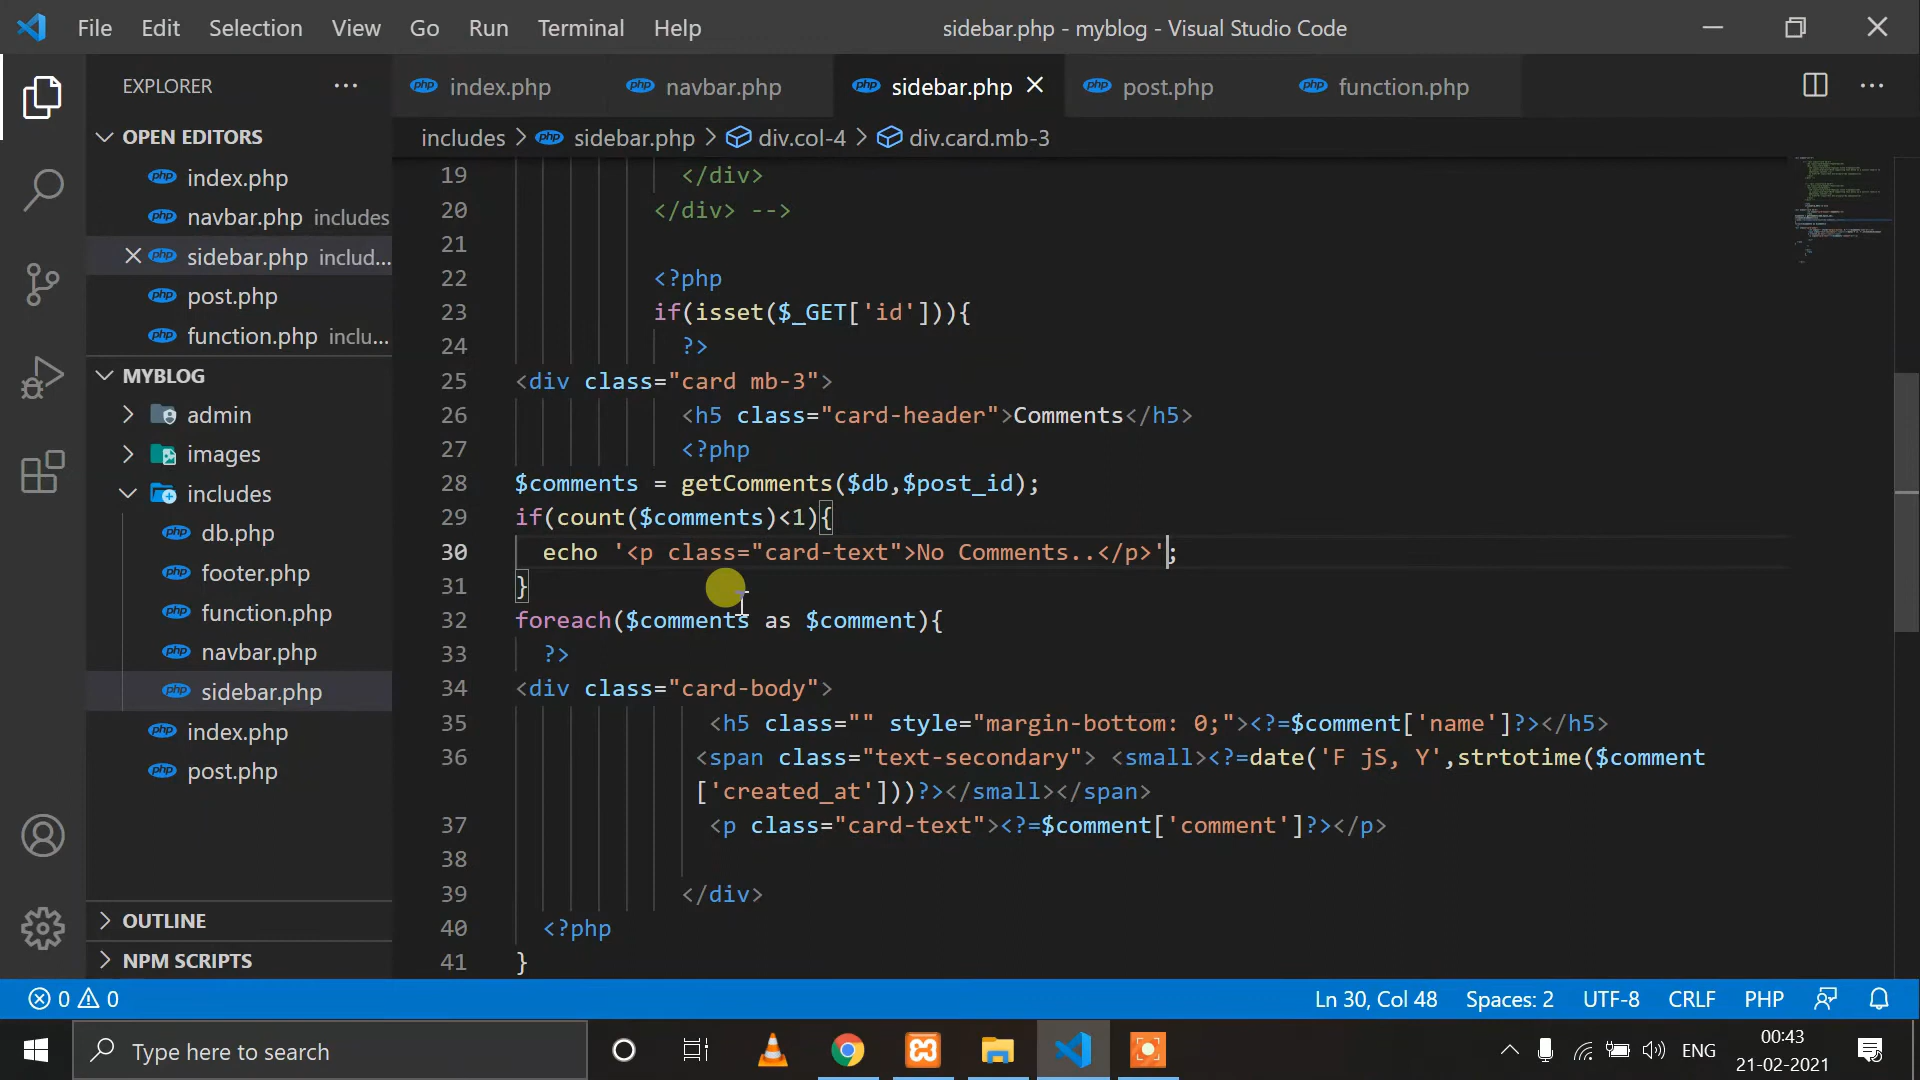 File Edit Selection View Go Run Terminal Help sidebar.php - myblog - Visual Studio Code
EXPLORER ... index.php navbar.php sidebar.php post.php function.php ...
OPEN EDITORS
index.php
navbar.php includes
sidebar.php includ...
post.php
function.php inclu...
MYBLOG
admin
images
includes
db.php
footer.php
function.php
navbar.php
sidebar.php
index.php
post.php
OUTLINE
NPM SCRIPTS
includes > sidebar.php > div.col-4 > div.card.mb-3
19 </div>
20 </div> -->
21
22 <?php
23 if(isset($_GET['id'])){
24 ?>
25 <div class="card mb-3">
26 <h5 class="card-header">Comments</h5>
27 <?php
28 $comments = getComments($db,$post_id);
29 if(count($comments)<1){
30 echo '<p class="card-text">No Comments..</p>';
31 }
32 foreach($comments as $comment){
33 ?>
34 <div class="card-body">
35 <h5 class="" style="margin-bottom: 0;"><?=$comment['name']?></h5>
36 <span class="text-secondary"> <small><?=date('F jS, Y',strtotime($comment
['created_at']))?></small></span>
37 <p class="card-text"><?=$comment['comment']?></p>
38
39 </div>
40 <?php
41 }
0 0 Ln 30, Col 48 Spaces: 2 UTF-8 CRLF PHP
Type here to search ENG 00:43
21-02-2021